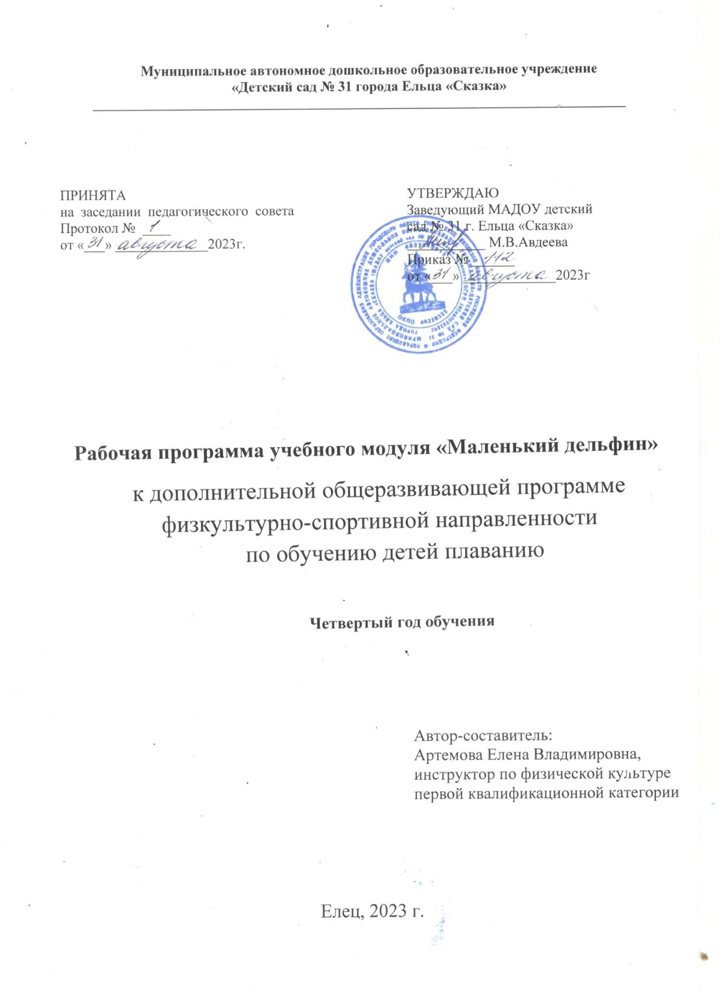 Муниципальное автономное дошкольное образовательное учреждение
«Детский сад № 31 города Ельца «Сказка»
ПРИНЯТА
на заседании педагогического совета
Протокол № 1
от «31» августа 2023г.
УТВЕРЖДАЮ
Заведующий МАДОУ детский
сад № 31 г. Ельца «Сказка»
М.В.Авдеева
Приказ № 112
от «31» августа 2023г
ОКПО
Рабочая программа учебного модуля «Маленький дельфин»
к дополнительной общеразвивающей программе
физкультурно-спортивной направленности
по обучению детей плаванию
Четвертый год обучения
Автор-составитель:
Артемова Елена Владимировна,
инструктор по физической культуре
первой квалификационной категории
Елец, 2023 г.